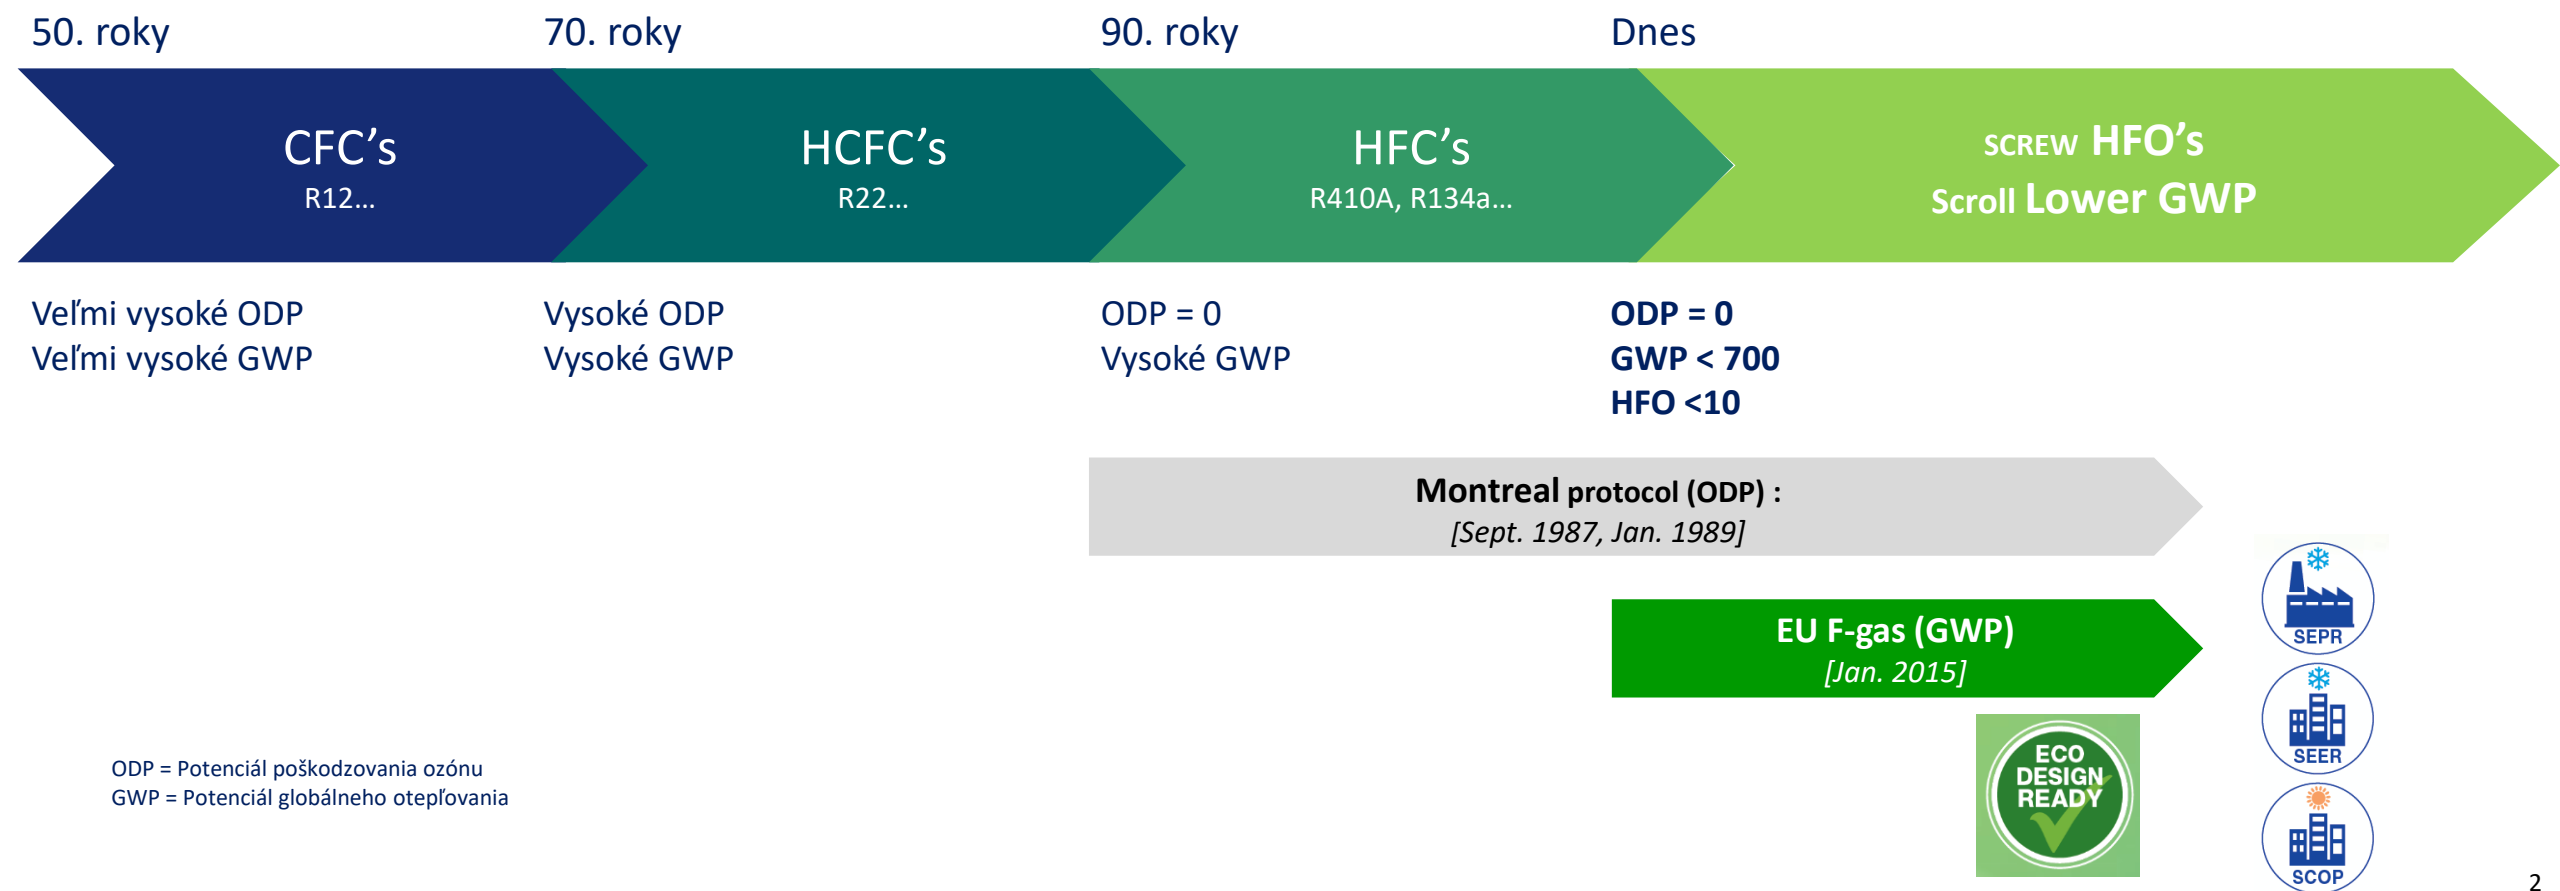 50. roky
70. roky
90. roky
Dnes
CFC’s
R12...
HCFC’s
R22...
HFC’s
R410A, R134a...
SCREW HFO’s
Scroll Lower GWP
Veľmi vysoké ODP
Veľmi vysoké GWP
Vysoké ODP
Vysoké GWP
ODP = 0
Vysoké GWP
ODP = 0
GWP < 700
HFO <10
Montreal protocol (ODP) :
[Sept. 1987, Jan. 1989]
EU F-gas (GWP)
[Jan. 2015]
SEPR
SEER
SCOP
ECO
DESIGN
READY
ODP = Potenciál poškodzovania ozónu
GWP = Potenciál globálneho otepľovania
2